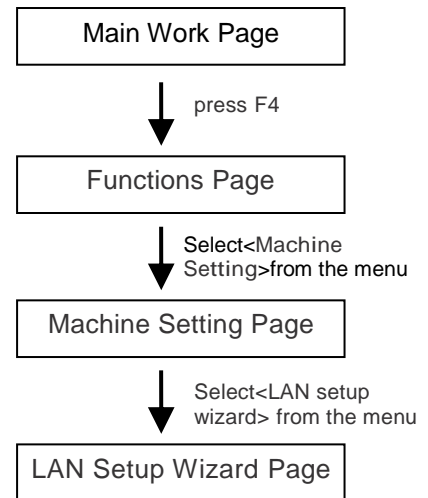 Main Work Page
press F4
Functions Page
Select<Machine
Setting>from the menu
Machine Setting Page
Select<LAN setup
wizard> from the menu
LAN Setup Wizard Page